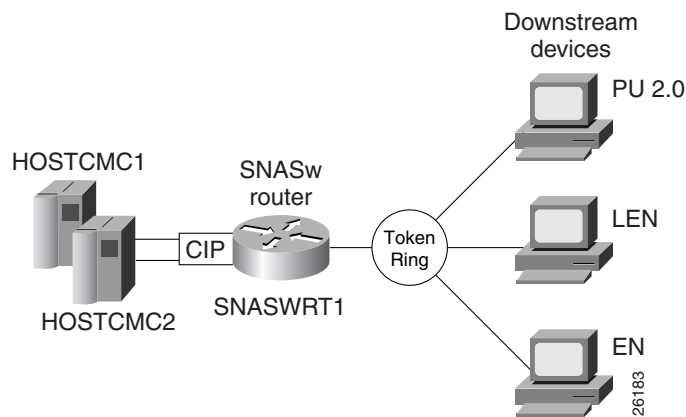 Downstream
devices
PU 2.0
HOSTCMC1
SNASw
router
LEN
CIP
Token
Ring
HOSTCMC2
SNASWRT1
EN
26183